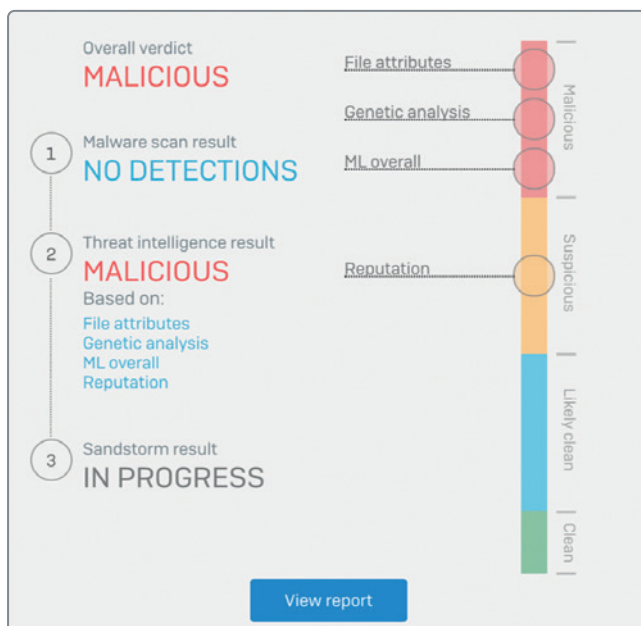 Overall verdict
MALICIOUS
1
Malware scan result
NO DETECTIONS
2
Threat intelligence result
MALICIOUS
Based on:
File attributes
Genetic analysis
ML overall
Reputation
3
Sandstorm result
IN PROGRESS
File attributes
Genetic analysis
ML overall
Reputation
Malicious
Suspicious
Likely clean
Clean
View report